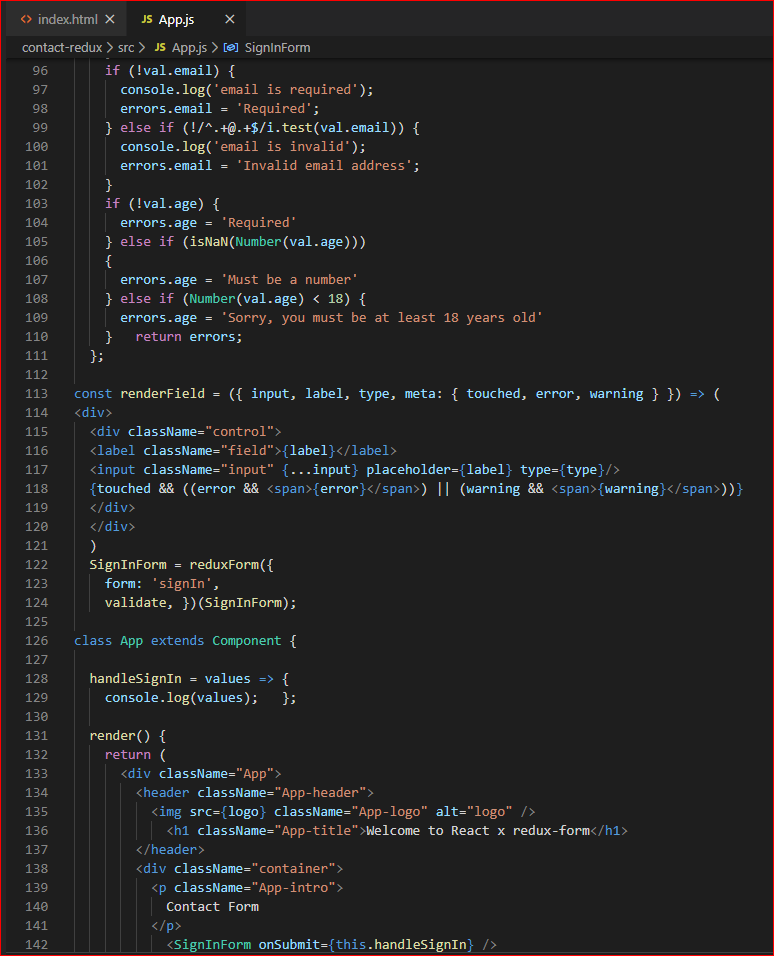 index.html × JS App.js ×
contact-redux > src > JS App.js > SignInForm
96 if (!val.email) {
97 console.log('email is required');
98 errors.email = 'Required';
99 } else if (!/^.+@.+$/i.test(val.email)) {
100 console.log('email is invalid');
101 errors.email = 'Invalid email address';
102 }
103 if (!val.age) {
104 errors.age = 'Required'
105 } else if (isNaN(Number(val.age)))
106 {
107 errors.age = 'Must be a number'
108 } else if (Number(val.age) < 18) {
109 errors.age = 'Sorry, you must be at least 18 years old'
110 }   return errors;
111 };
112
113 const renderField = ({ input, label, type, meta: { touched, error, warning } }) => (
114 <div>
115 <div className="control">
116 <label className="field">{label}</label>
117 <input className="input" {...input} placeholder={label} type={type}/>
118 {touched && ((error && <span>{error}</span>) || (warning && <span>{warning}</span>))}
119 </div>
120 </div>
121 )
122 SignInForm = reduxForm({
123 form: 'signIn',
124 validate, })(SignInForm);
125
126 class App extends Component {
127
128 handleSignIn = values => {
129 console.log(values);   };
130
131 render() {
132 return (
133 <div className="App">
134 <header className="App-header">
135 <img src={logo} className="App-logo" alt="logo" />
136 <h1 className="App-title">Welcome to React x redux-form</h1>
137 </header>
138 <div className="container">
139 <p className="App-intro">
140 Contact Form
141 </p>
142 <SignInForm onSubmit={this.handleSignIn} />